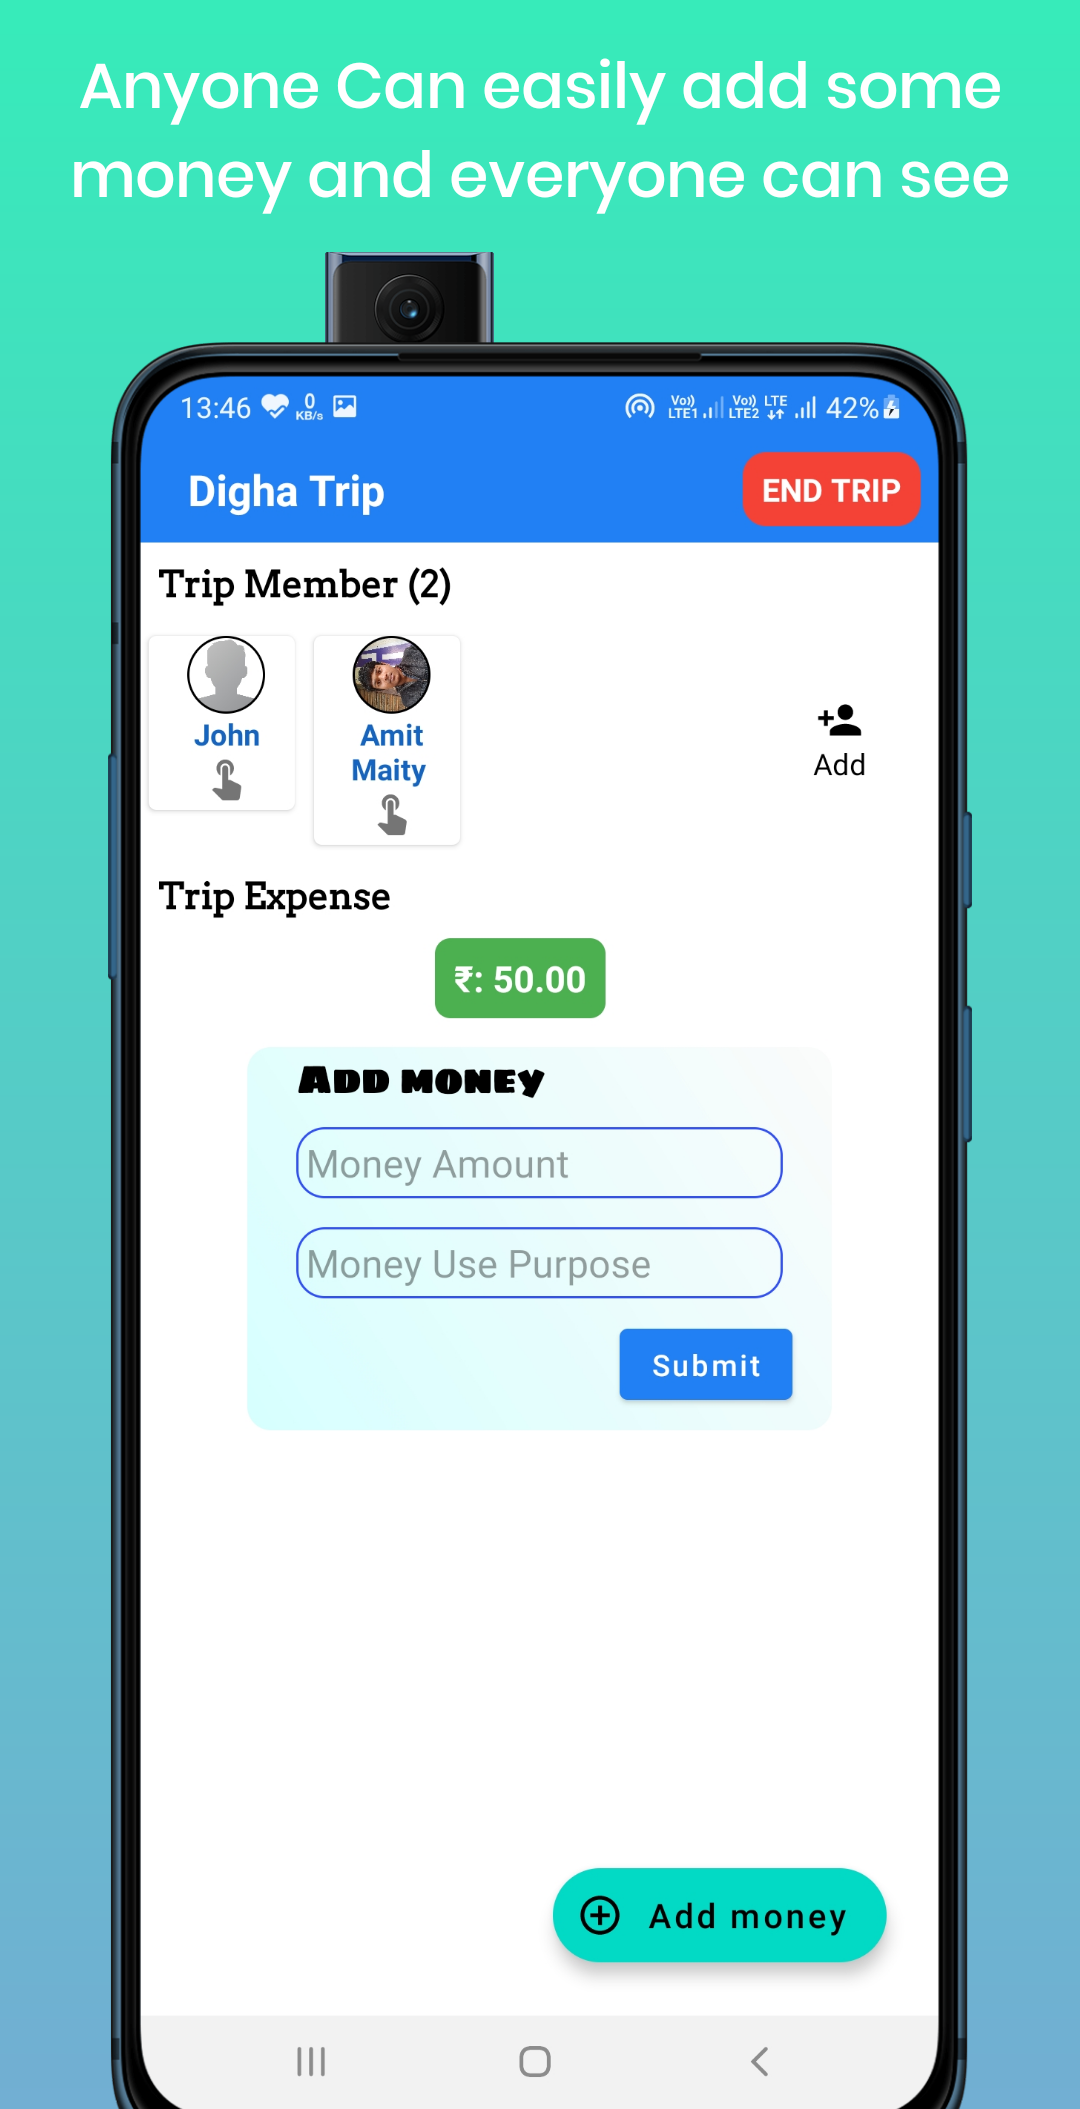 Anyone Can easily add some
money and everyone can see
13:46 0 KB/s Vo)) LTE1 Vo)) LTE2 LTE 42%
Digha Trip END TRIP
Trip Member (2)
John
Amit
Maity
Add
Trip Expense
₹: 50.00
Add money
Money Amount
Money Use Purpose
Submit
Add money